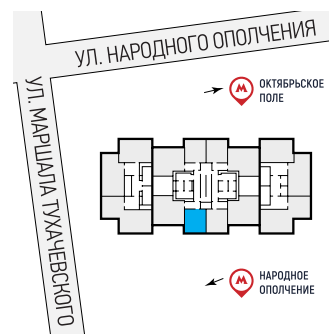 УЛ. НАРОДНОГО ОПОЛЧЕНИЯ
УЛ. МАРШАЛА ТУХАЧЕВСКОГО
ОКТЯБРЬСКОЕ
ПОЛЕ
НАРОДНОЕ
ОПОЛЧЕНИЕ